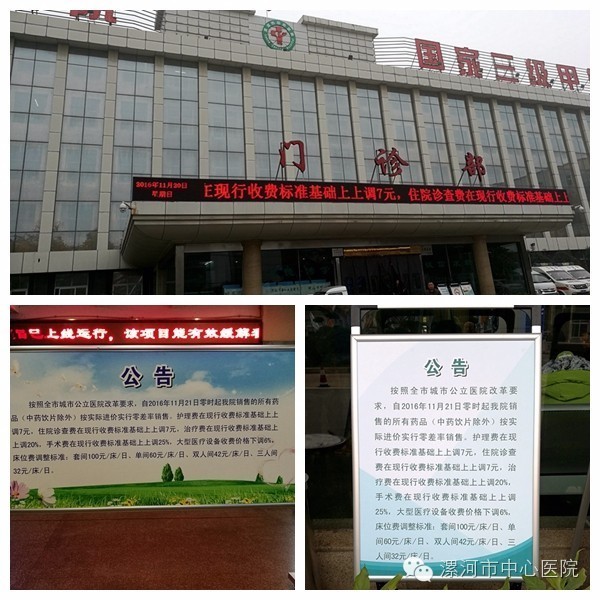 国家三级甲
门诊部
2016年11月20日
星期日
现行收费标准基础上上调7元，住院诊查费在现行收费标准基础上上
已上线运行，该项目能有效缓解
公告
按照全市城市公立医院改革要求，自2016年11月21日零时起我院销售的所有药
品（中药饮片除外）按实际进价实行零差率销售。护理费在现行收费标准基础上上
调7元，住院诊查费在现行收费标准基础上上调7元，治疗费在现行收费标准基础上
上调20%，手术费在现行收费标准基础上上调25%，大型医疗设备收费价格下调6%。
床位费调整标准：套间100元/床/日、单间60元/床/日、双人间42元/床/日、三人间
32元/床/日。
公告
按照全市城市公立医院改革要
求，自2016年11月21日零时起我院销售
的所有药品（中药饮片除外）按实
际进价实行零差率销售。护理费在现
行收费标准基础上上调7元，住院诊查
费在现行收费标准基础上上调7元，治
疗费在现行收费标准基础上上调20%，
手术费在现行收费标准基础上上调
25%，大型医疗设备收费价格下调6%。
床位费调整标准：套间100元/床/日、单
间60元/床/日、双人间42元/床/日、三
人间32元/床/日。
漯河市中心医院